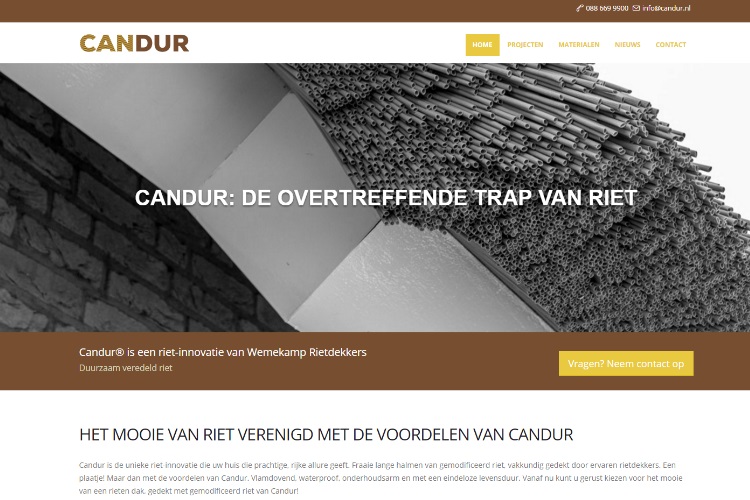 088 669 9900 info@candur.nl
CANDUR
HOME PROJECTEN MATERIALEN NIEUWS CONTACT
CANDUR: DE OVERTREFFENDE TRAP VAN RIET
Candur® is een riet-innovatie van Wemekamp Rietdekkers
Duurzaam veredeld riet
Vragen? Neem contact op
HET MOOIE VAN RIET VERENIGD MET DE VOORDELEN VAN CANDUR
Candur is de unieke riet-innovatie die uw huis die prachtige, rijke allure geeft. Fraaie lange halmen van gemodificeerd riet, vakkundig gedekt door ervaren rietdekkers. Een
plaatje! Maar dan met de voordelen van Candur. Vlamdovend, waterproof, onderhoudsarm en met een eindeloze levensduur. Vanaf nu kunt u gerust kiezen voor het mooie
van een rieten dak, gedekt met gemodificeerd riet van Candur!